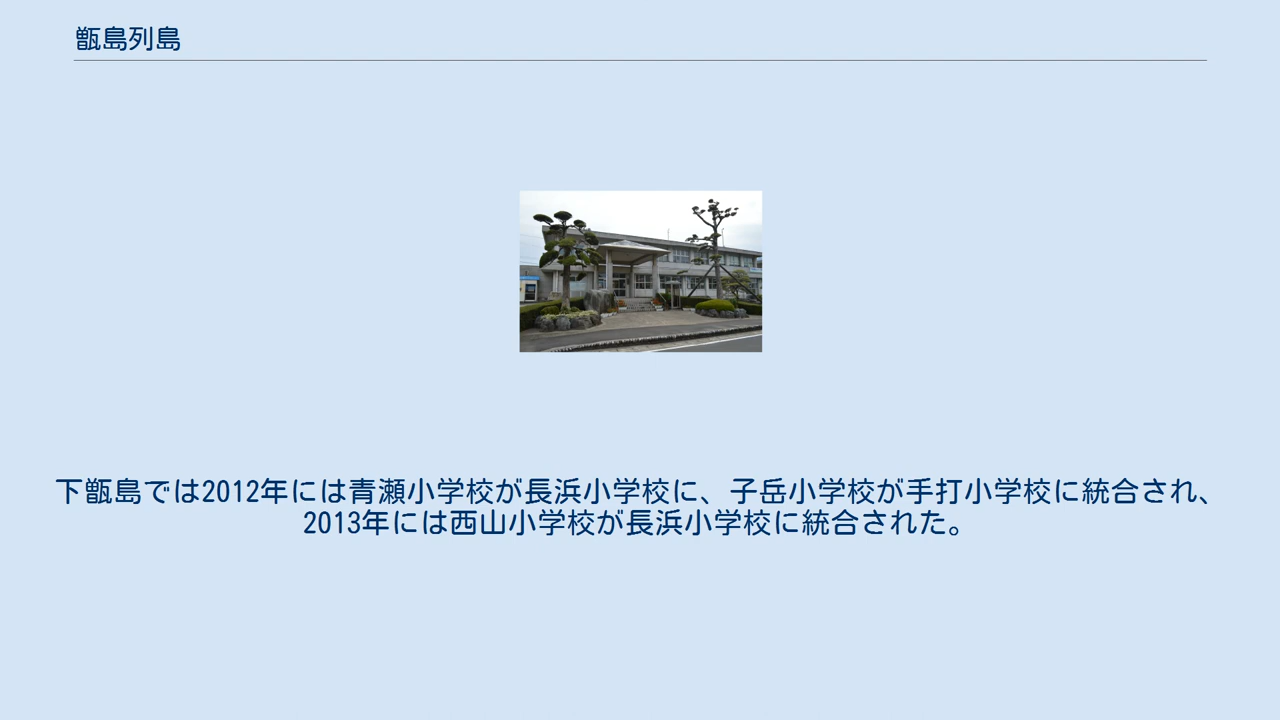 甑島列島
下甑島では2012年には青瀬小学校が長浜小学校に、子岳小学校が手打小学校に統合され、
2013年には西山小学校が長浜小学校に統合された。